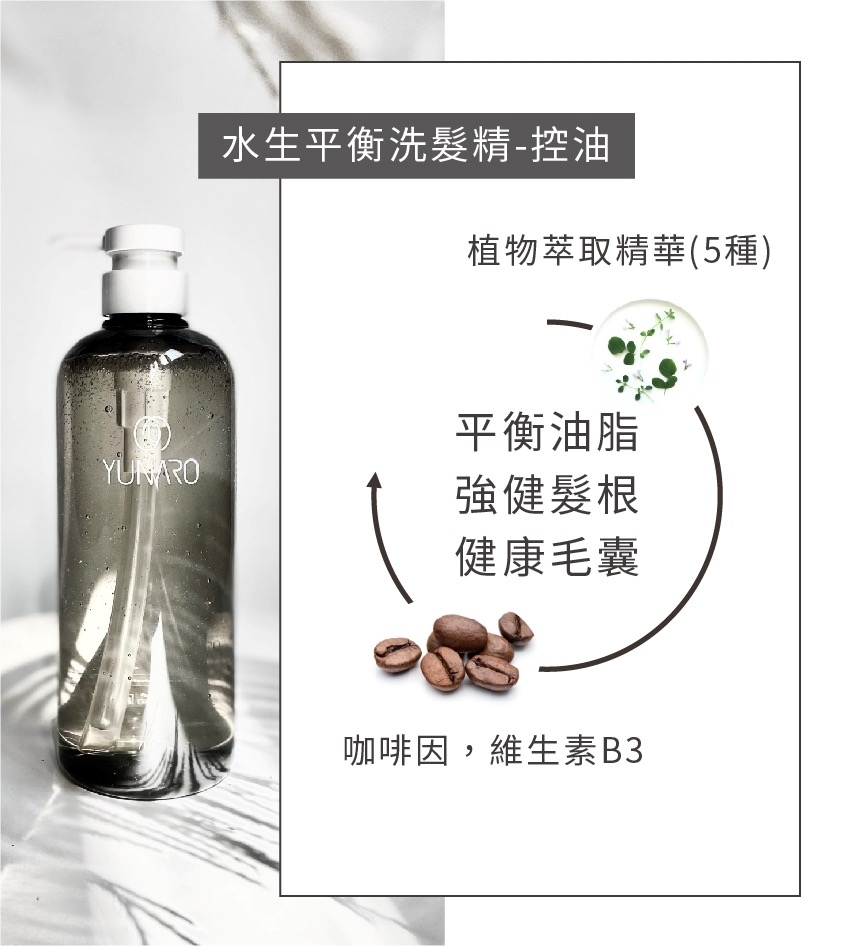 水生平衡洗髮精-控油
植物萃取精華(5種)
平衡油脂
強健髮根
健康毛囊
YUNARO
咖啡因，維生素B3